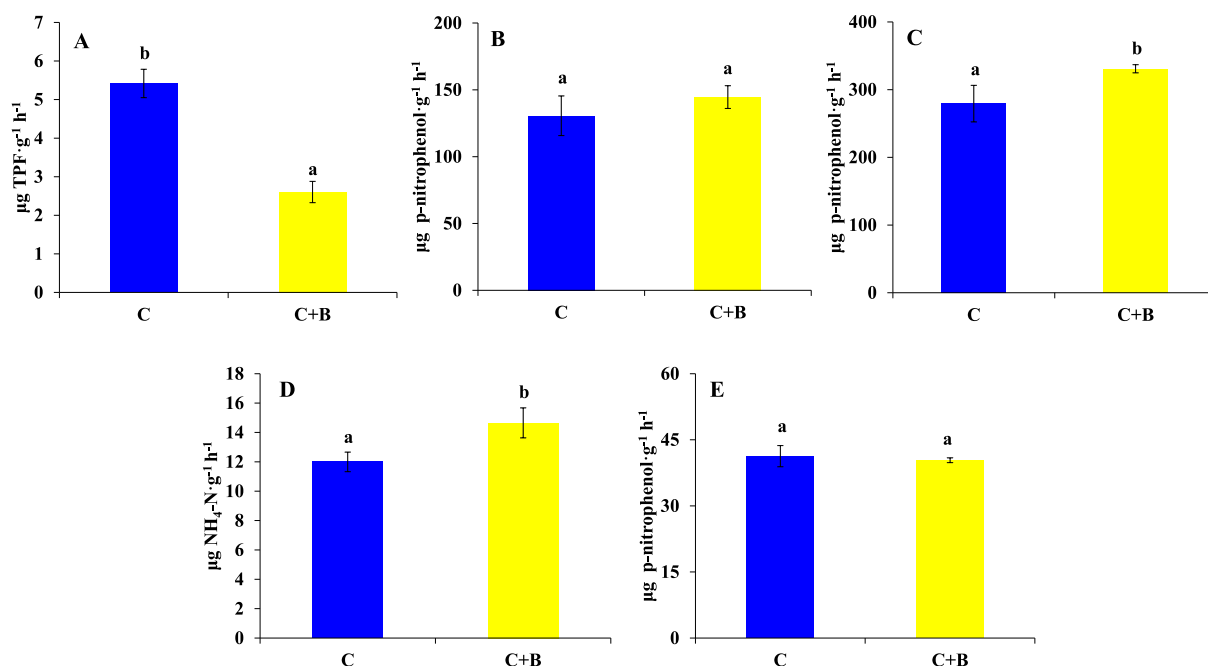 A
µg TPF·g⁻¹ h⁻¹
7
6
5
4
3
2
1
0
b
a
C
C+B
B
µg p-nitrophenol·g⁻¹ h⁻¹
200
150
100
50
0
a
a
C
C+B
C
µg p-nitrophenol·g⁻¹ h⁻¹
400
300
200
100
0
a
b
C
C+B
D
µg NH₄-N·g⁻¹ h⁻¹
18
16
14
12
10
8
6
4
2
0
a
b
C
C+B
E
µg p-nitrophenol·g⁻¹ h⁻¹
60
45
30
15
0
a
a
C
C+B